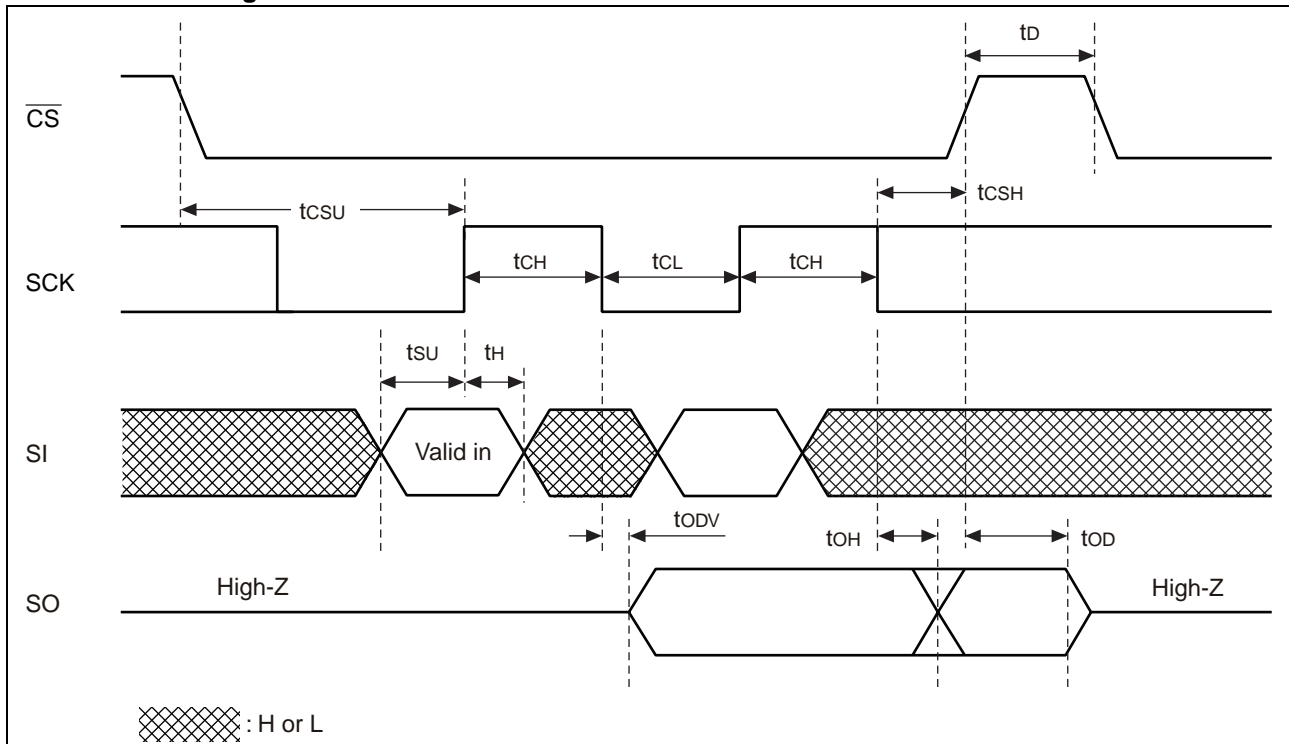 tD
CS
tCSU
tCSH
SCK
tCH
tCL
tCH
tSU
tH
SI
Valid in
tODV
tOH
tOD
SO
High-Z
High-Z
: H or L